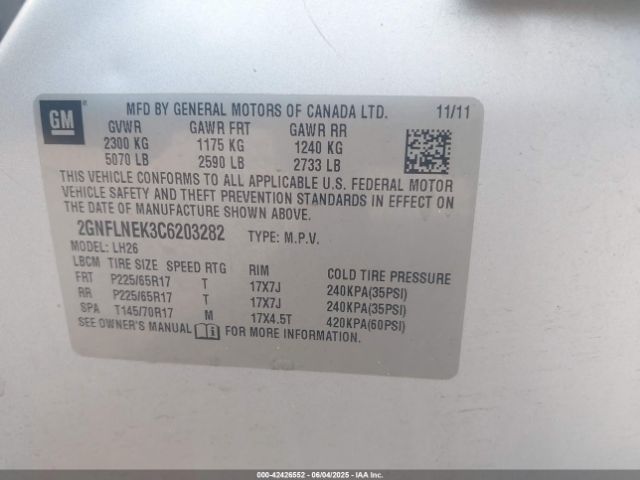 GM
MFD BY GENERAL MOTORS OF CANADA LTD. 11/11
GVWR GAWR FRT GAWR RR
2300 KG 1175 KG 1240 KG
5070 LB 2590 LB 2733 LB
THIS VEHICLE CONFORMS TO ALL APPLICABLE U.S. FEDERAL MOTOR
VEHICLE SAFETY AND THEFT PREVENTION STANDARDS IN EFFECT ON
THE DATE OF MANUFACTURE SHOWN ABOVE.
2GNFLNEK3C6203282 TYPE: M.P.V.
MODEL: LH26
LBCM TIRE SIZE SPEED RTG RIM COLD TIRE PRESSURE
FRT P225/65R17 T 17X7J 240KPA(35PSI)
RR P225/65R17 T 17X7J 240KPA(35PSI)
SPA T145/70R17 M 17X4.5T 420KPA(60PSI)
SEE OWNER'S MANUAL FOR MORE INFORMATION.
000-42426552 - 06/04/2025 - IAAI Inc.